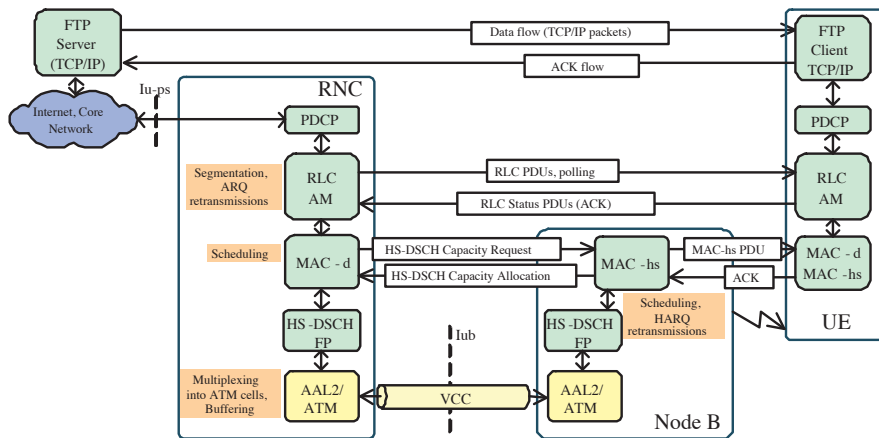 FTP
Server
(TCP/IP)
Data flow (TCP/IP packets)
ACK flow
FTP
Client
TCP/IP
Iu-ps
RNC
Internet, Core
Network
PDCP
PDCP
Segmentation,
ARQ
retransmissions
RLC
AM
RLC PDUs, polling
RLC Status PDUs (ACK)
RLC
AM
Scheduling
MAC - d
HS-DSCH Capacity Request
HS-DSCH Capacity Allocation
MAC -hs
MAC-hs PDU
ACK
MAC - d
MAC -hs
HS -DSCH
FP
Iub
HS -DSCH
FP
Scheduling,
HARQ
retransmissions
UE
Multiplexing
into ATM cells,
Buffering
AAL2/
ATM
VCC
AAL2/
ATM
Node B